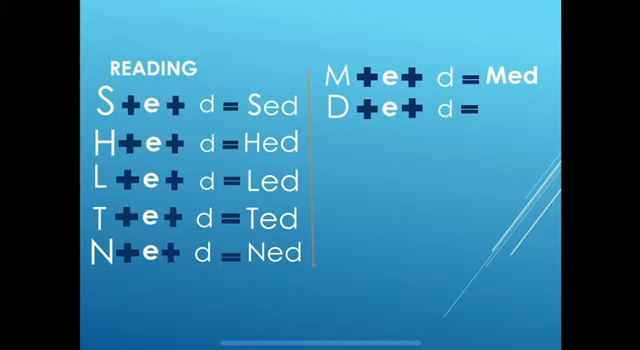 READING
S + e + d = Sed
H + e + d = Hed
L + e + d = Led
T + e + d = Ted
N + e + d = Ned
M + e + d = Med
D + e + d =